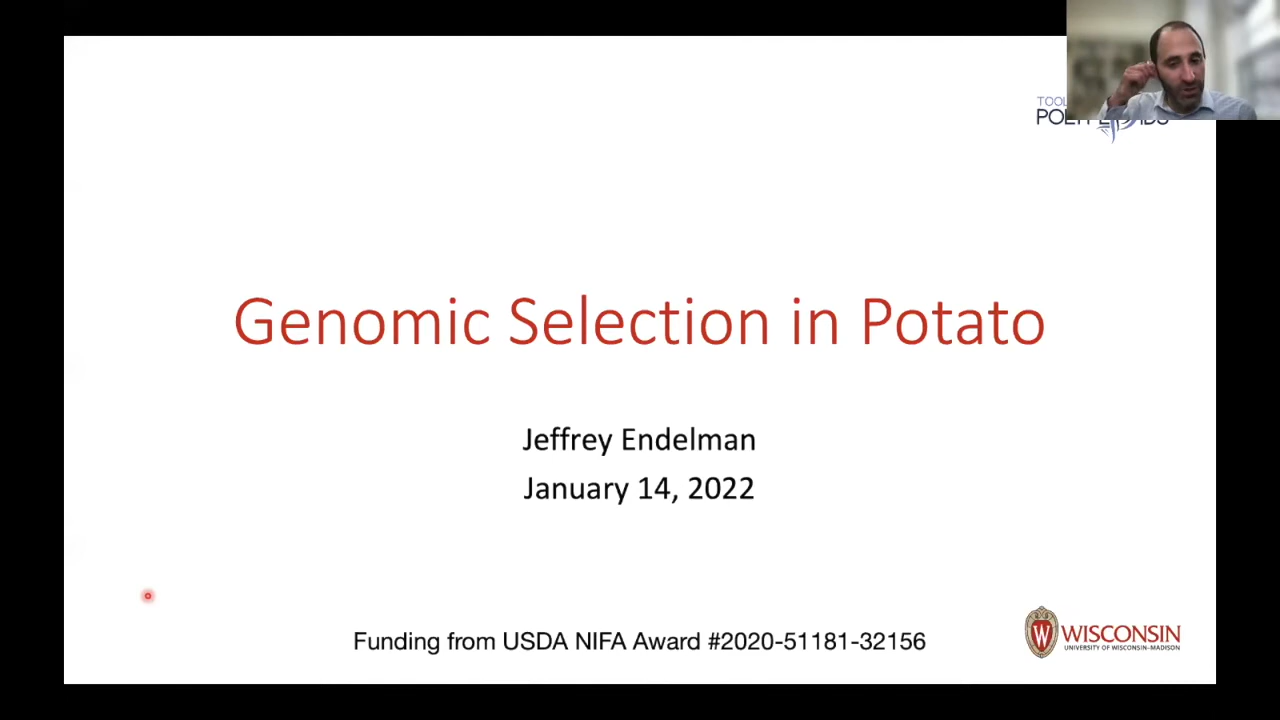 TOOL
Genomic Selection in Potato
Jeffrey Endelman
January 14, 2022
Funding from USDA NIFA Award #2020-51181-32156
W WISCONSIN
UNIVERSITY OF WISCONSIN-MADISON